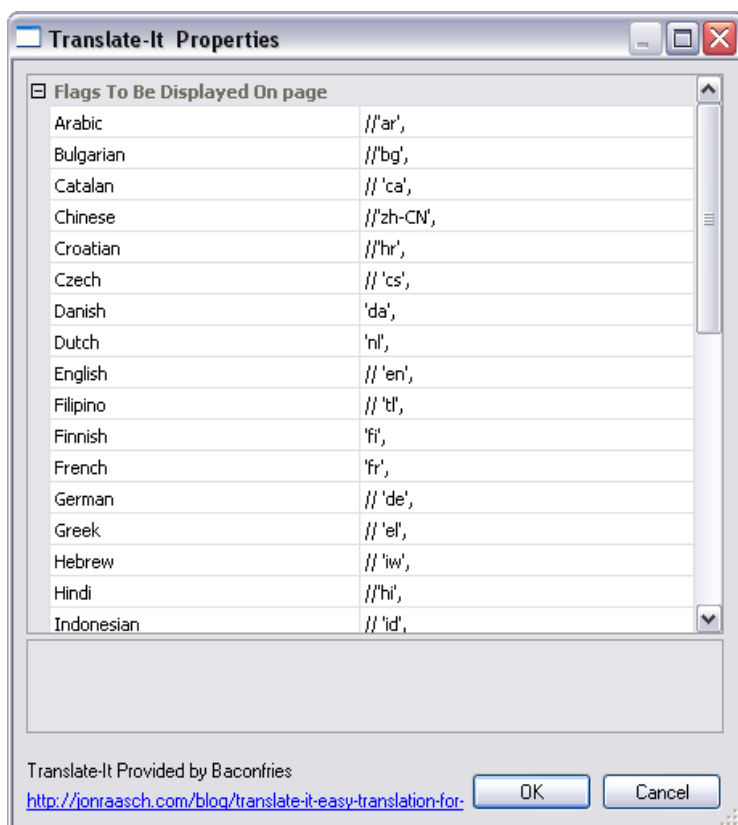 Translate-It Properties
Flags To Be Displayed On page
Arabic //'ar',
Bulgarian //'bg',
Catalan // 'ca',
Chinese //'zh-CN',
Croatian //'hr',
Czech // 'cs',
Danish 'da',
Dutch 'nl',
English // 'en',
Filipino // 'tl',
Finnish 'fi',
French 'fr',
German // 'de',
Greek // 'el',
Hebrew // 'iw',
Hindi //'hi',
Indonesian // 'id',
Translate-It Provided by Baconfries
http://jonraasch.com/blog/translate-it-easy-translation-for-
OK Cancel